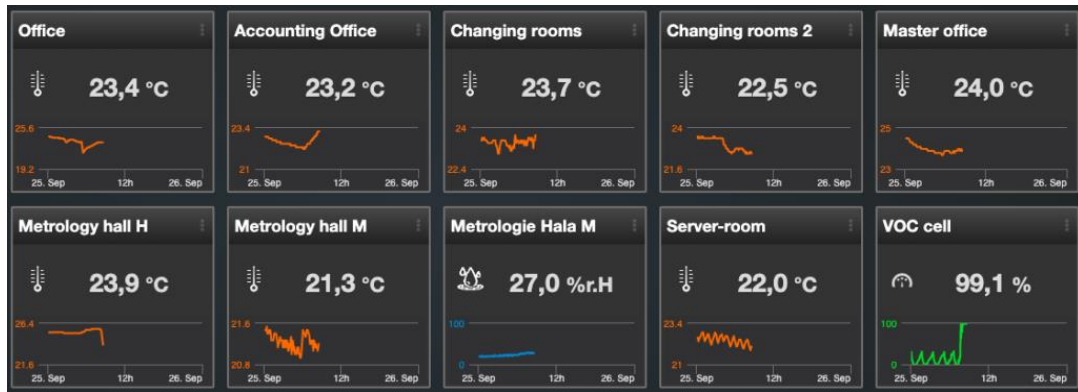 Office
23,4 °C
25.6
19.2
25. Sep 12h 26. Sep
Accounting Office
23,2 °C
23.4
21
25. Sep 12h 26. Sep
Changing rooms
23,7 °C
24
22.4
25. Sep 12h 26. Sep
Changing rooms 2
22,5 °C
24
21.6
25. Sep 12h 26. Sep
Master office
24,0 °C
25
23
25. Sep 12h 26. Sep
Metrology hall H
23,9 °C
26.4
21.6
25. Sep 12h 26. Sep
Metrology hall M
21,3 °C
21.6
20.8
25. Sep 12h 26. Sep
Metrologie Hala M
27,0 %r.H
100
0
25. Sep 12h 26. Sep
Server-room
22,0 °C
23.4
21
25. Sep 12h 26. Sep
VOC cell
99,1 %
100
0
25. Sep 12h 26. Sep